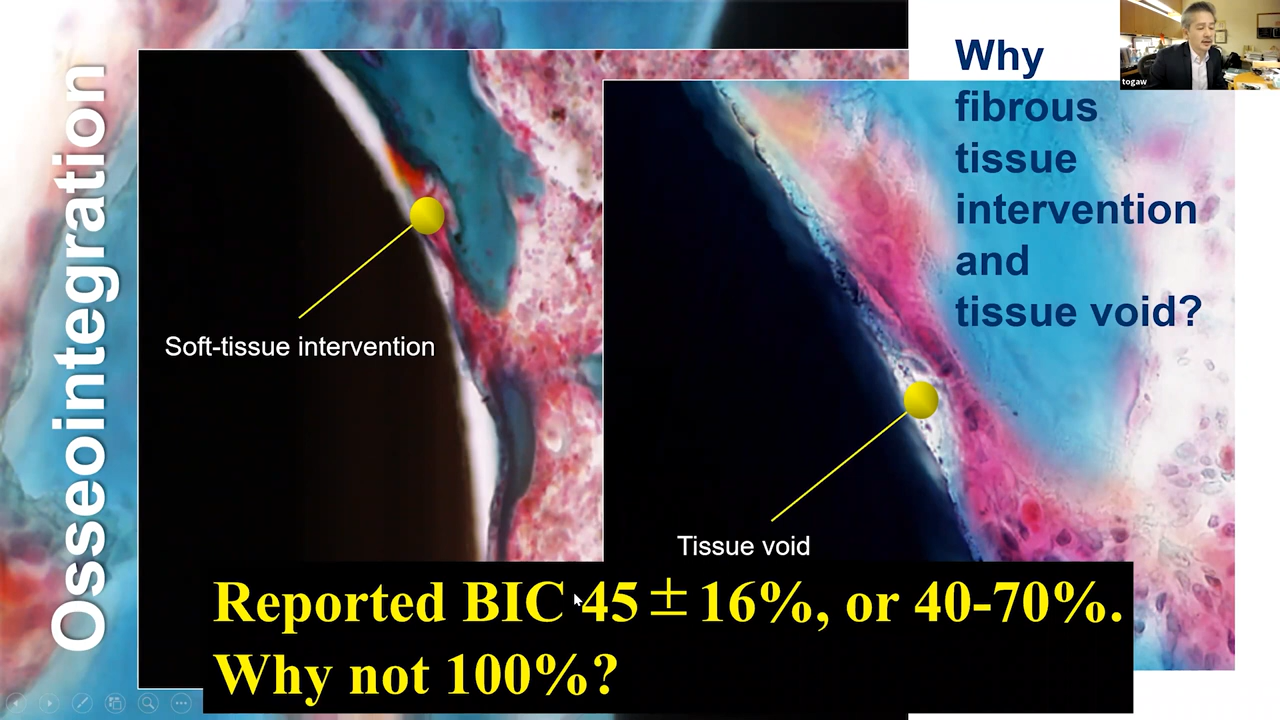 Osseointegration
Why
fibrous
tissue
intervention
and
tissue void?
togaw
Soft-tissue intervention
Tissue void
Reported BIC 45±16%, or 40-70%.
Why not 100%?